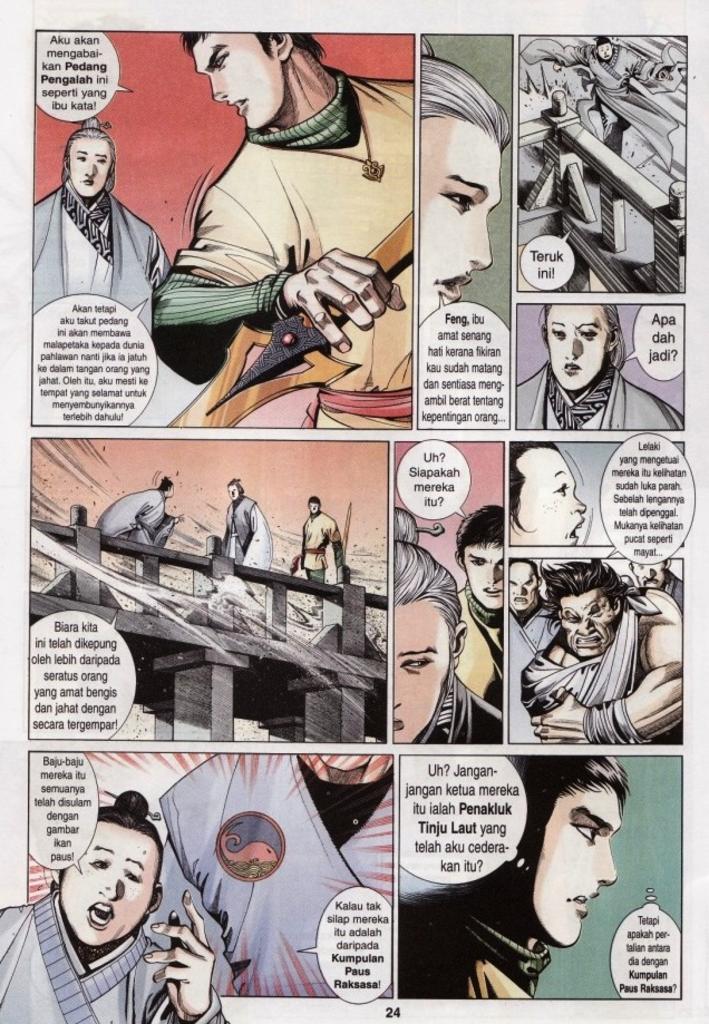 Aku akan
mengabai-
kan Pedang
Pengalah ini
seperti yang
ibu kata!
Akan tetapi
aku takut pedang
ini akan membawa
malapetaka kepada dunia
pahlawan nanti jika ia jatuh
ke dalam tangan orang yang
jahat. Oleh itu, aku mesti ke
tempat yang selamat untuk
menyembunyikannya
terlebih dahulu!
Feng, ibu
amat senang
hati kerana fikiran
kau sudah matang
dan sentiasa meng-
ambil berat tentang
kepentingan orang...
Teruk
ini!
Apa
dah
jadi?
Biara kita
ini telah dikepung
oleh lebih daripada
seratus orang
yang amat bengis
dan jahat dengan
secara tergempar!
Uh?
Siapakah
mereka
itu?
Lelaki
yang mengetuai
mereka itu kelihatan
sudah luka parah.
Sebelah lengannya
telah dipenggal.
Mukanya kelihatan
pucat seperti
mayat...
Baju-baju
mereka itu
semuanya
telah disulam
dengan
gambar
ikan
paus!
Kalau tak
silap mereka
itu adalah
daripada
Kumpulan
Paus
Raksasa!
Uh? Jangan-
jangan ketua mereka
itu ialah Penakluk
Tinju Laut yang
telah aku cedera-
kan itu?
Tetapi
apakah per-
talian antara
dia dengan
Kumpulan
Paus Raksasa?
24